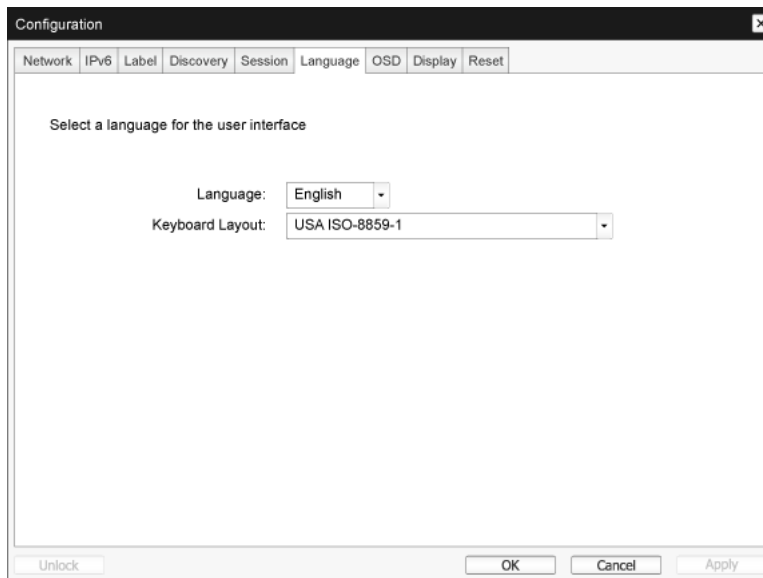 Configuration
Network IPv6 Label Discovery Session Language OSD Display Reset
Select a language for the user interface
Language: English
Keyboard Layout: USA ISO-8859-1
Unlock OK Cancel Apply